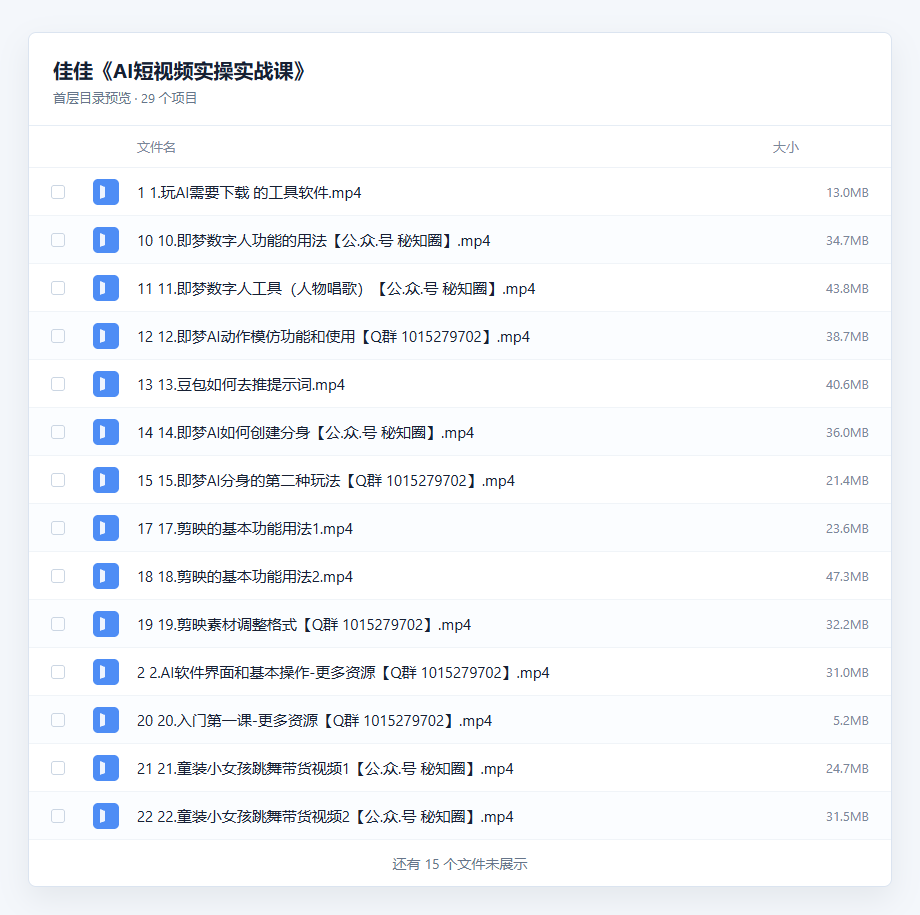 佳佳《AI短视频实操实战课》
首层目录预览 · 29 个项目
文件名 大小
1 1.玩AI需要下载 的工具软件.mp4 13.0MB
10 10.即梦数字人功能的用法【公.众.号 秘知圈】.mp4 34.7MB
11 11.即梦数字人工具（人物唱歌）【公.众.号 秘知圈】.mp4 43.8MB
12 12.即梦AI动作模仿功能和使用【Q群 1015279702】.mp4 38.7MB
13 13.豆包如何去推提示词.mp4 40.6MB
14 14.即梦AI如何创建分身【公.众.号 秘知圈】.mp4 36.0MB
15 15.即梦AI分身的第二种玩法【Q群 1015279702】.mp4 21.4MB
17 17.剪映的基本功能用法1.mp4 23.6MB
18 18.剪映的基本功能用法2.mp4 47.3MB
19 19.剪映素材调整格式【Q群 1015279702】.mp4 32.2MB
2 2.AI软件界面和基本操作-更多资源【Q群 1015279702】.mp4 31.0MB
20 20.入门第一课-更多资源【Q群 1015279702】.mp4 5.2MB
21 21.童装小女孩跳舞带货视频1【公.众.号 秘知圈】.mp4 24.7MB
22 22.童装小女孩跳舞带货视频2【公.众.号 秘知圈】.mp4 31.5MB
还有 15 个文件未展示